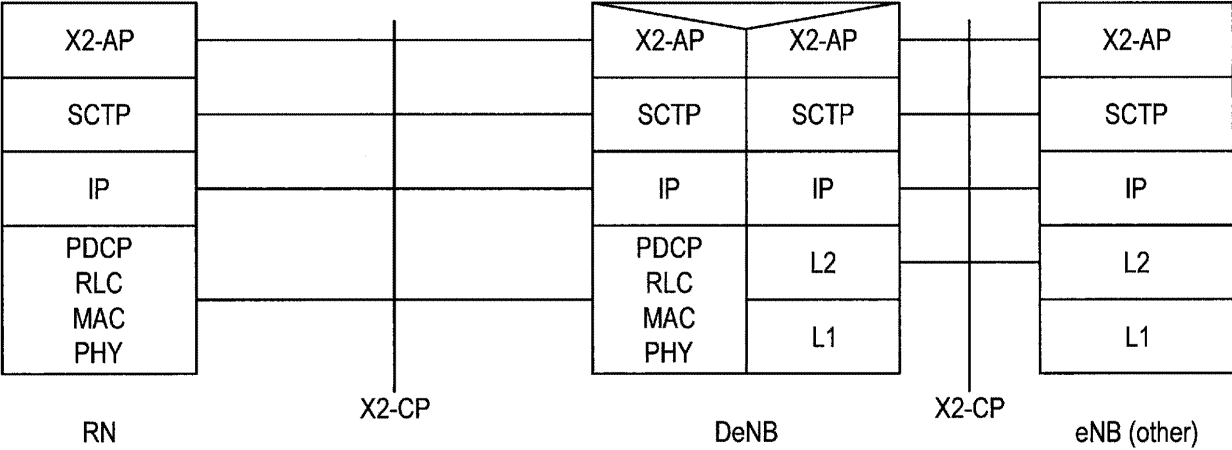 X2-AP
SCTP
IP
PDCP
RLC
MAC
PHY
RN
X2-CP
X2-AP X2-AP
SCTP SCTP
IP IP
PDCP
RLC
MAC
PHY
L2
L1
DeNB
X2-CP
X2-AP
SCTP
IP
L2
L1
eNB (other)